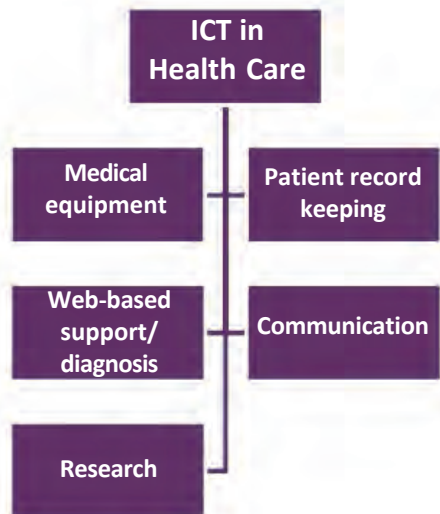 ICT in
Health Care
Medical
equipment
Patient record
keeping
Web-based
support/
diagnosis
Communication
Research